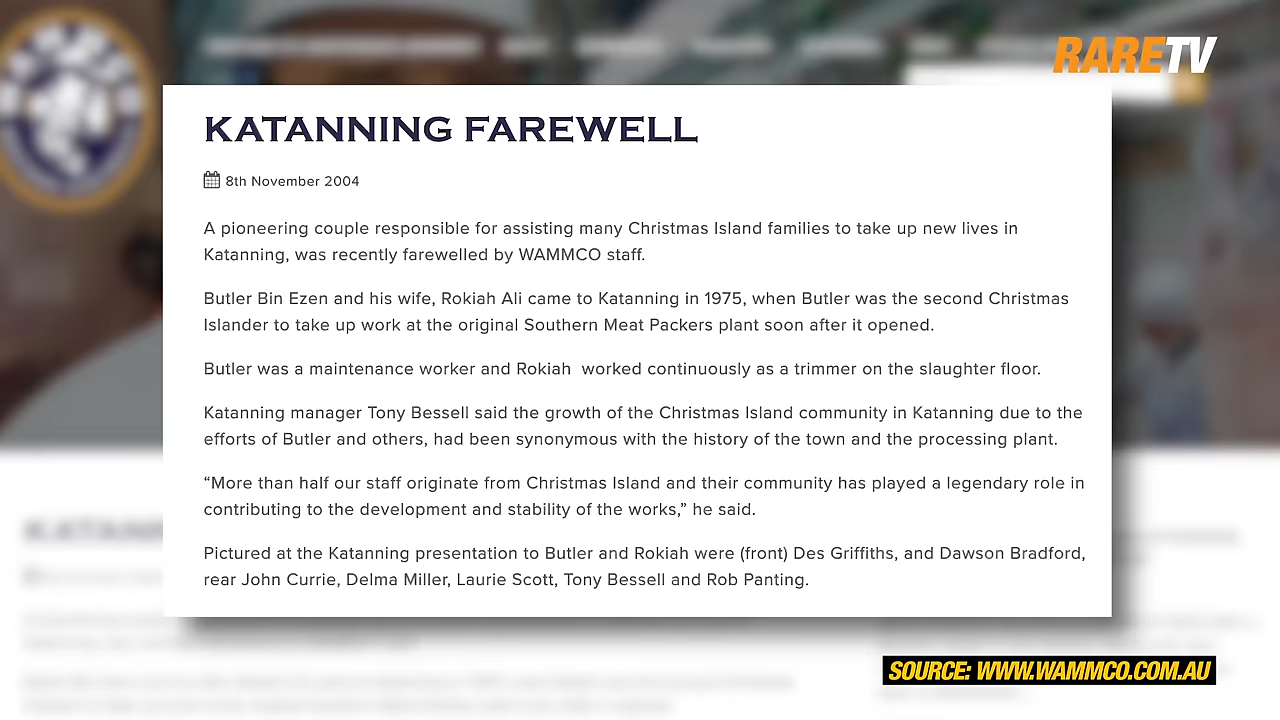 RARETV
KATANNING FAREWELL
8th November 2004
A pioneering couple responsible for assisting many Christmas Island families to take up new lives in
Katanning, was recently farewelled by WAMMCO staff.
Butler Bin Ezen and his wife, Rokiah Ali came to Katanning in 1975, when Butler was the second Christmas
Islander to take up work at the original Southern Meat Packers plant soon after it opened.
Butler was a maintenance worker and Rokiah  worked continuously as a trimmer on the slaughter floor.
Katanning manager Tony Bessell said the growth of the Christmas Island community in Katanning due to the
efforts of Butler and others, had been synonymous with the history of the town and the processing plant.
“More than half our staff originate from Christmas Island and their community has played a legendary role in
contributing to the development and stability of the works,” he said.
Pictured at the Katanning presentation to Butler and Rokiah were (front) Des Griffiths, and Dawson Bradford,
rear John Currie, Delma Miller, Laurie Scott, Tony Bessell and Rob Panting.
SOURCE: WWW.WAMMCO.COM.AU